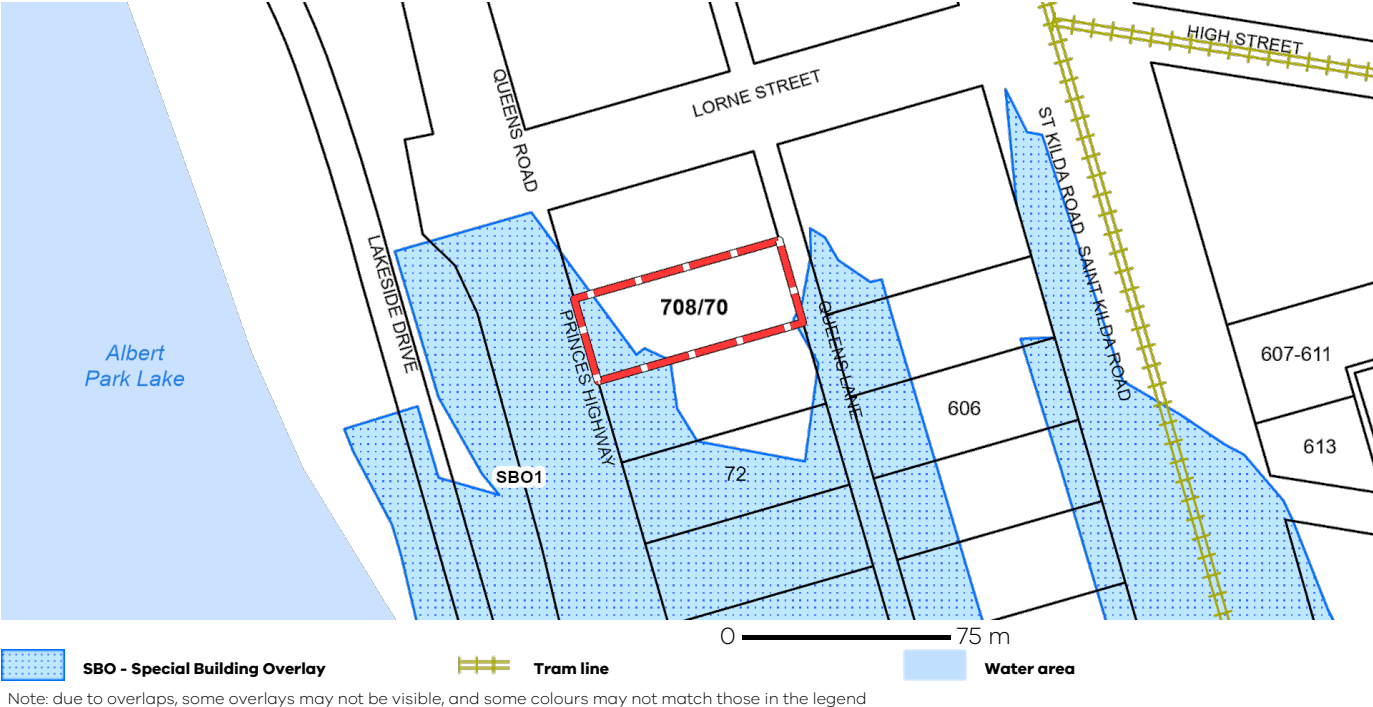 HIGH STREET
LORNE STREET
QUEENS ROAD
ST KILDA ROAD
SAINT KILDA ROAD
LAKESIDE DRIVE
708/70
PRINCES HIGHWAY
QUEENS LANE
Albert
Park Lake
607-611
606
613
72
SBO1
0 75 m
SBO - Special Building Overlay
Tram line
Water area
Note: due to overlaps, some overlays may not be visible, and some colours may not match those in the legend